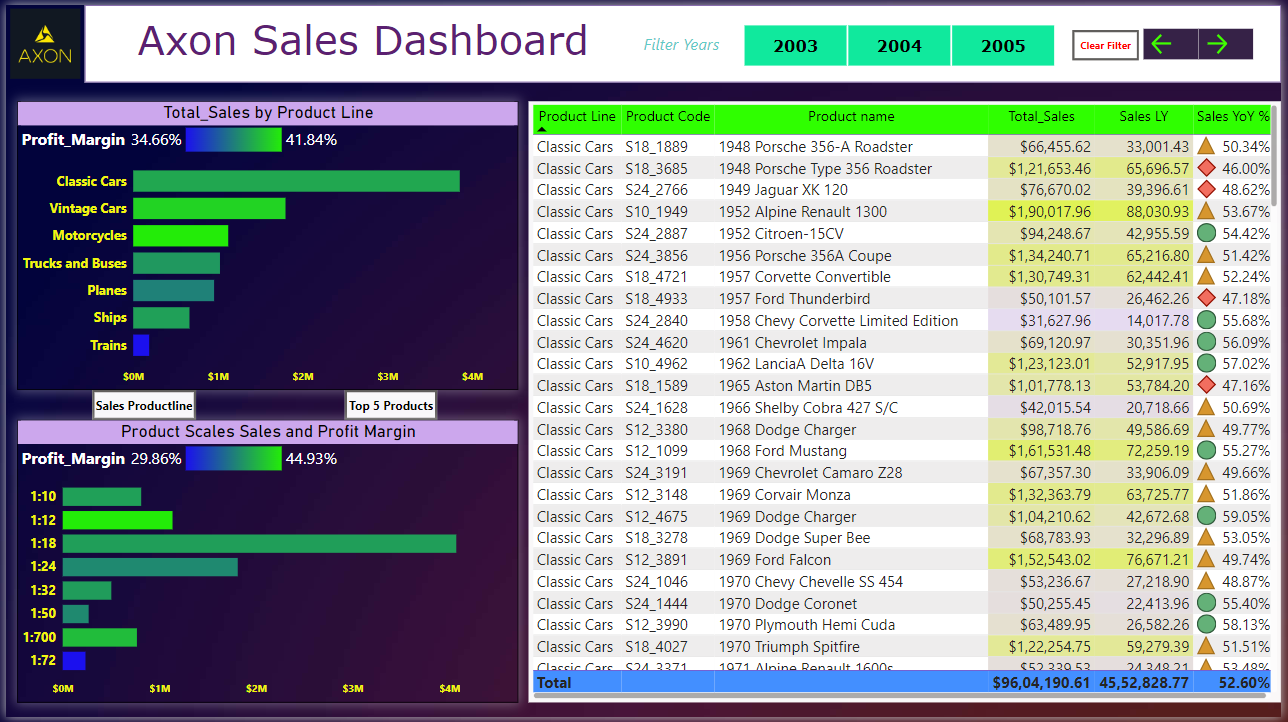 AXON
Axon Sales Dashboard
Filter Years
2003 2004 2005
Clear Filter
Total_Sales by Product Line
Profit_Margin 34.66% 41.84%
Classic Cars
Vintage Cars
Motorcycles
Trucks and Buses
Planes
Ships
Trains
$0M $1M $2M $3M $4M
Sales Productline Top 5 Products
Product Scales Sales and Profit Margin
Profit_Margin 29.86% 44.93%
1:10
1:12
1:18
1:24
1:32
1:50
1:700
1:72
$0M $1M $2M $3M $4M
Product Line Product Code Product name Total_Sales Sales LY Sales YoY %
Classic Cars S18_1889 1948 Porsche 356-A Roadster $66,455.62 33,001.43 50.34%
Classic Cars S18_3685 1948 Porsche Type 356 Roadster $1,21,653.46 65,696.57 46.00%
Classic Cars S24_2766 1949 Jaguar XK 120 $76,670.02 39,396.61 48.62%
Classic Cars S10_1949 1952 Alpine Renault 1300 $1,90,017.96 88,030.93 53.67%
Classic Cars S24_2887 1952 Citroen-15CV $94,248.67 42,955.59 54.42%
Classic Cars S24_3856 1956 Porsche 356A Coupe $1,34,240.71 65,216.80 51.42%
Classic Cars S18_4721 1957 Corvette Convertible $1,30,749.31 62,442.41 52.24%
Classic Cars S18_4933 1957 Ford Thunderbird $50,101.57 26,462.26 47.18%
Classic Cars S24_2840 1958 Chevy Corvette Limited Edition $31,627.96 14,017.78 55.68%
Classic Cars S24_4620 1961 Chevrolet Impala $69,120.97 30,351.96 56.09%
Classic Cars S10_4962 1962 LanciaA Delta 16V $1,23,123.01 52,917.95 57.02%
Classic Cars S18_1589 1965 Aston Martin DB5 $1,01,778.13 53,784.20 47.16%
Classic Cars S24_1628 1966 Shelby Cobra 427 S/C $42,015.54 20,718.66 50.69%
Classic Cars S12_3380 1968 Dodge Charger $98,718.76 49,586.69 49.77%
Classic Cars S12_1099 1968 Ford Mustang $1,61,531.48 72,259.19 55.27%
Classic Cars S24_3191 1969 Chevrolet Camaro Z28 $67,357.30 33,906.09 49.66%
Classic Cars S12_3148 1969 Corvair Monza $1,32,363.79 63,725.77 51.86%
Classic Cars S12_4675 1969 Dodge Charger $1,04,210.62 42,672.68 59.05%
Classic Cars S18_3278 1969 Dodge Super Bee $68,783.93 32,296.89 53.05%
Classic Cars S12_3891 1969 Ford Falcon $1,52,543.02 76,671.21 49.74%
Classic Cars S24_1046 1970 Chevy Chevelle SS 454 $53,236.67 27,218.90 48.87%
Classic Cars S24_1444 1970 Dodge Coronet $50,255.45 22,413.96 55.40%
Classic Cars S12_3990 1970 Plymouth Hemi Cuda $63,489.95 26,582.26 58.13%
Classic Cars S18_4027 1970 Triumph Spitfire $1,22,254.75 59,279.39 51.51%
Classic Cars S24_3371 1971 Alpine Renault 1600s $52,339.53 24,348.21 53.48%
Total $96,04,190.61 45,52,828.77 52.60%